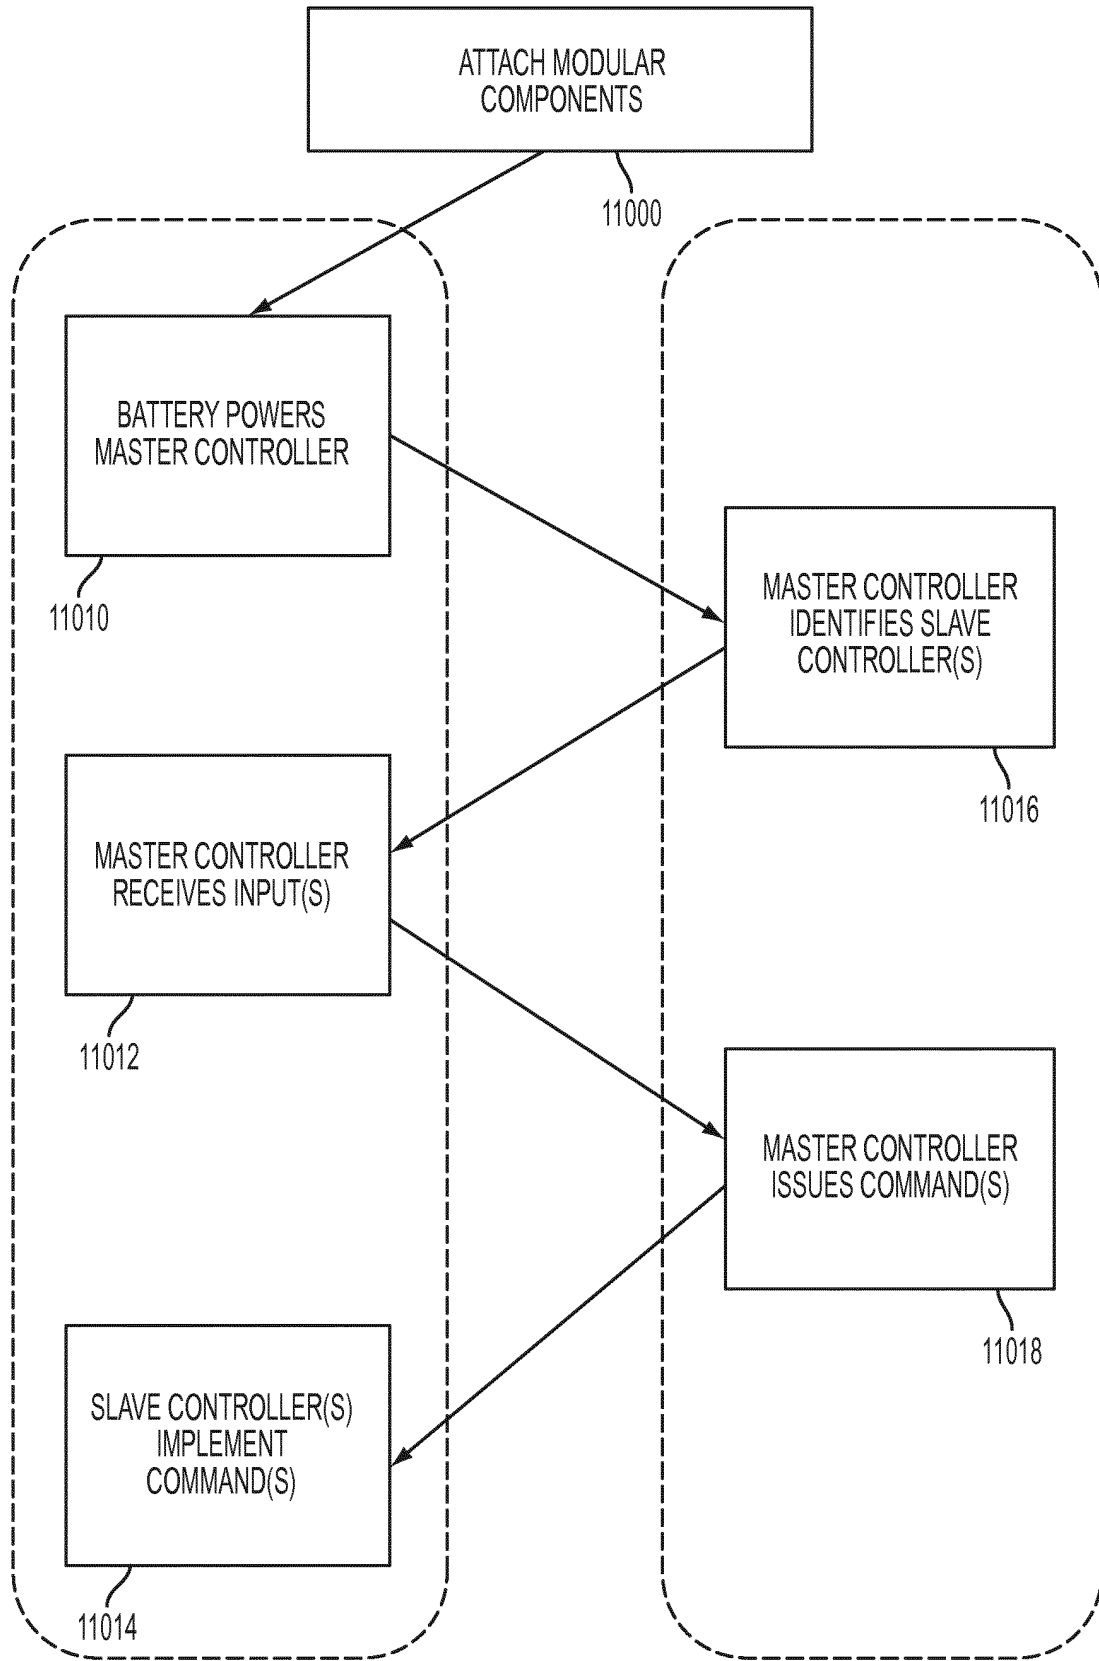 ATTACH MODULAR
COMPONENTS
11000
BATTERY POWERS
MASTER CONTROLLER
11010
MASTER CONTROLLER
IDENTIFIES SLAVE
CONTROLLER(S)
11016
MASTER CONTROLLER
RECEIVES INPUT(S)
11012
MASTER CONTROLLER
ISSUES COMMAND(S)
11018
SLAVE CONTROLLER(S)
IMPLEMENT
COMMAND(S)
11014